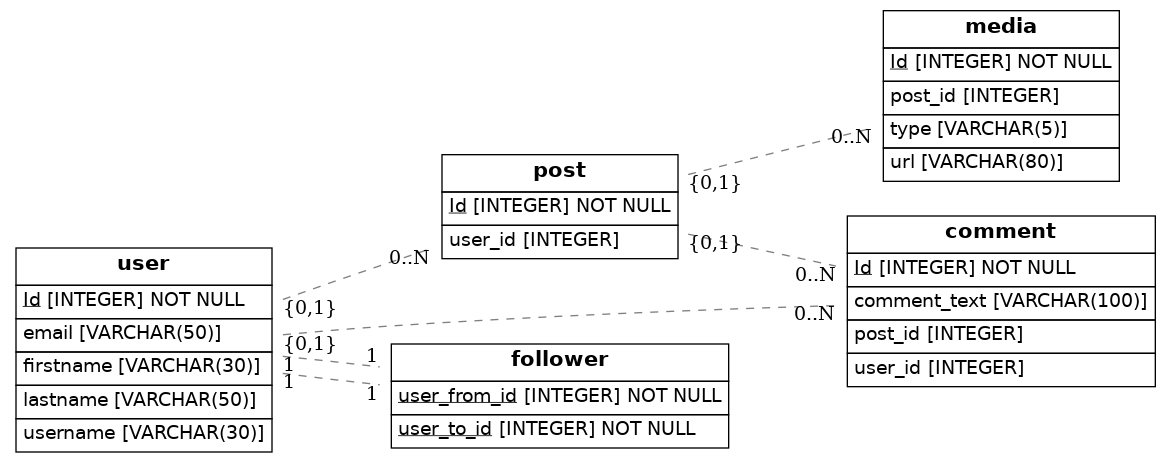 media
Id [INTEGER] NOT NULL
post_id [INTEGER]
type [VARCHAR(5)]
url [VARCHAR(80)]
0..N
{0,1}
post
Id [INTEGER] NOT NULL
user_id [INTEGER]
{0,1}
0..N
comment
Id [INTEGER] NOT NULL
comment_text [VARCHAR(100)]
post_id [INTEGER]
user_id [INTEGER]
0..N
0..N
{0,1}
user
Id [INTEGER] NOT NULL
email [VARCHAR(50)]
firstname [VARCHAR(30)]
lastname [VARCHAR(50)]
username [VARCHAR(30)]
{0,1}
1
1
1
1
follower
user_from_id [INTEGER] NOT NULL
user_to_id [INTEGER] NOT NULL